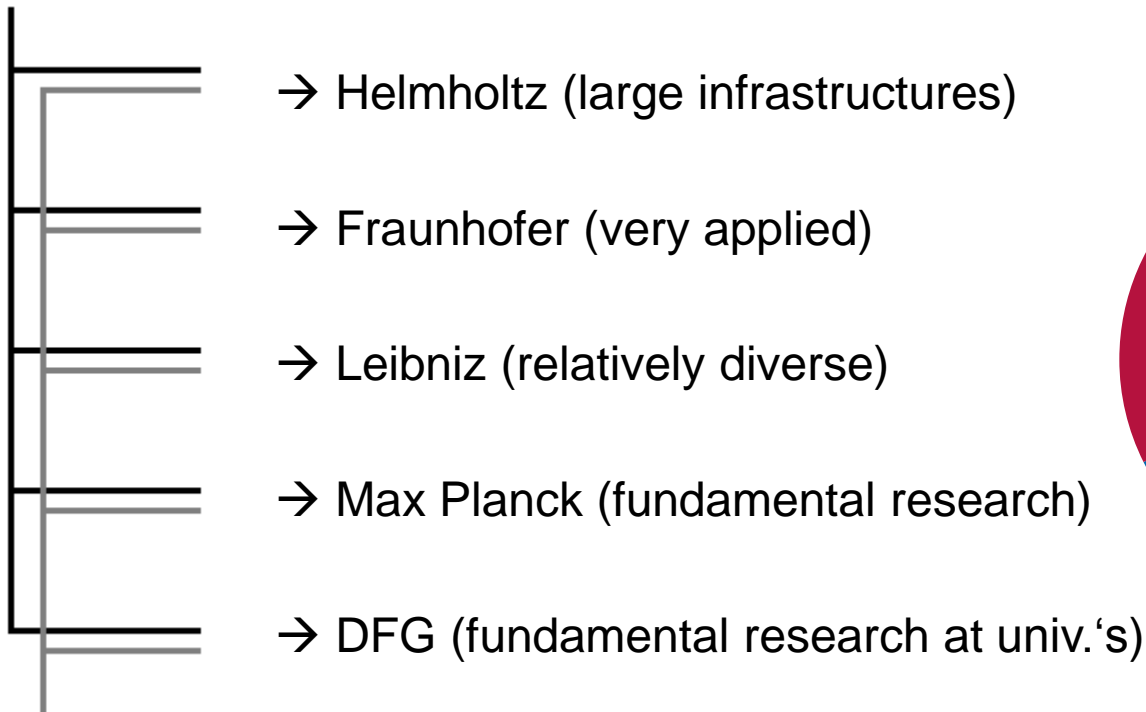 → Helmholtz (large infrastructures)
→ Fraunhofer (very applied)
→ Leibniz (relatively diverse)
→ Max Planck (fundamental research)
→ DFG (fundamental research at univ.‘s)